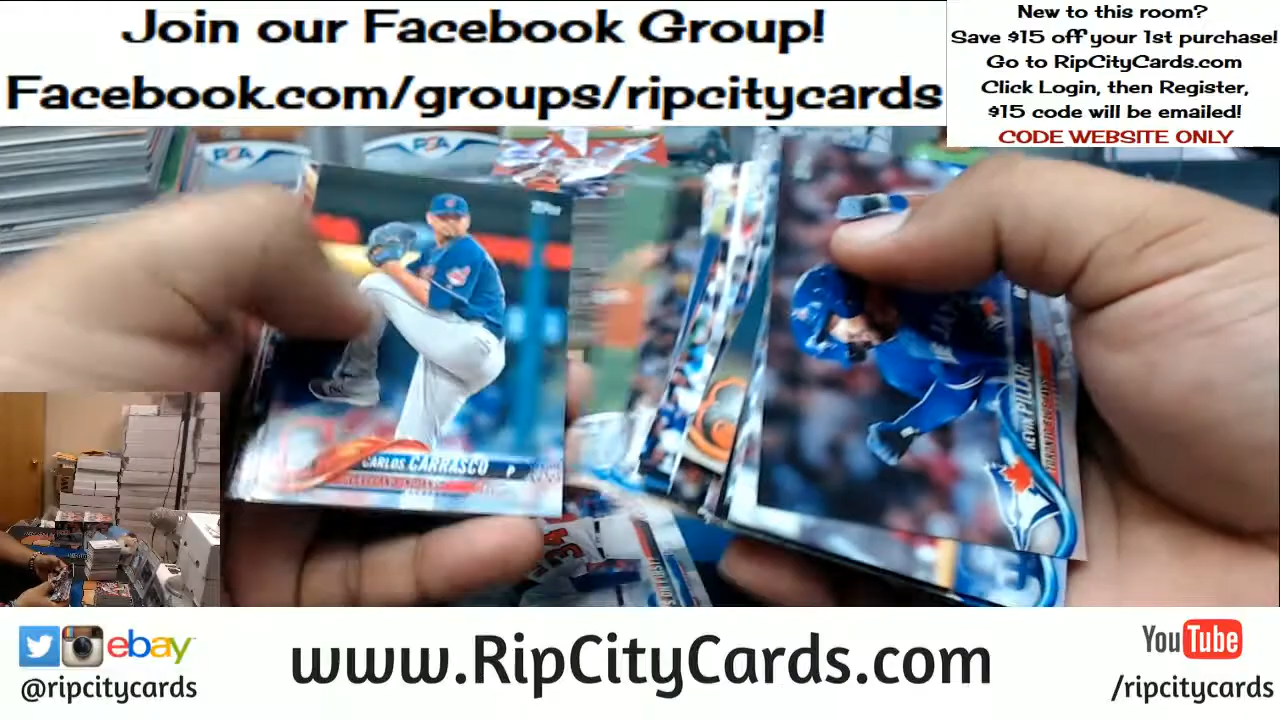 Join our Facebook Group!
Facebook.com/groups/ripcitycards
New to this room?
Save $15 off your 1st purchase!
Go to RipCityCards.com
Click Login, then Register,
$15 code will be emailed!
CODE WEBSITE ONLY
PSA
PSA
topps
CARLOS CARRASCO P
KEVIN PILLAR
ebay
@ripcitycards
www.RipCityCards.com
YouTube
/ripcitycards